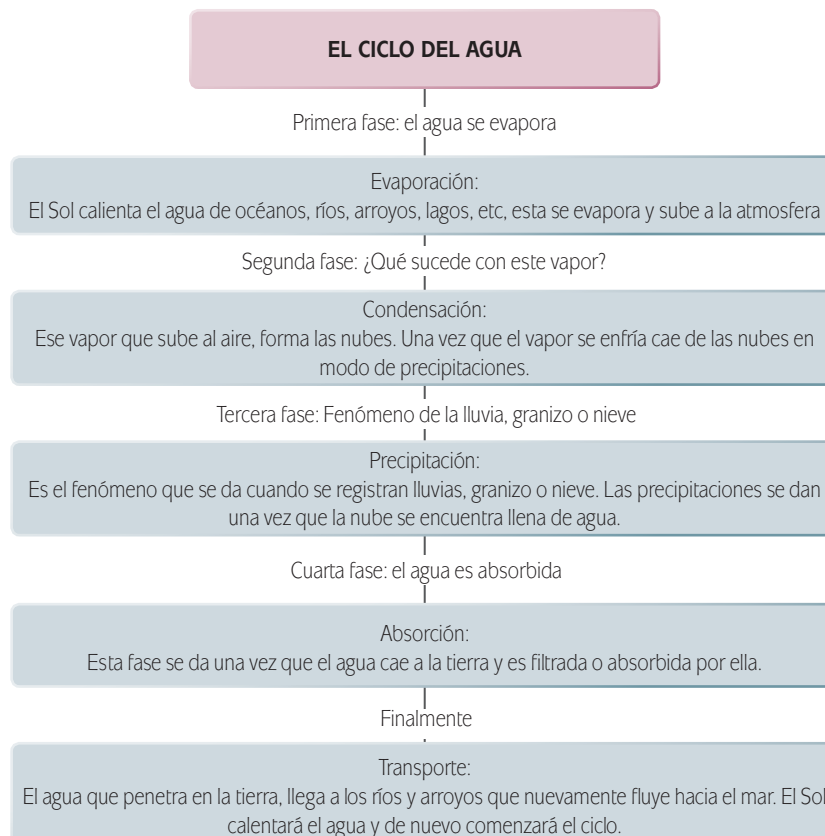 EL CICLO DEL AGUA
Primera fase: el agua se evapora
Evaporación:
El Sol calienta el agua de océanos, ríos, arroyos, lagos, etc, esta se evapora y sube a la atmosfera
Segunda fase: ¿Qué sucede con este vapor?
Condensación:
Ese vapor que sube al aire, forma las nubes. Una vez que el vapor se enfría cae de las nubes en
modo de precipitaciones.
Tercera fase: Fenómeno de la lluvia, granizo o nieve
Precipitación:
Es el fenómeno que se da cuando se registran lluvias, granizo o nieve. Las precipitaciones se dan
una vez que la nube se encuentra llena de agua.
Cuarta fase: el agua es absorbida
Absorción:
Esta fase se da una vez que el agua cae a la tierra y es filtrada o absorbida por ella.
Finalmente
Transporte:
El agua que penetra en la tierra, llega a los ríos y arroyos que nuevamente fluye hacia el mar. El Sol
calentará el agua y de nuevo comenzará el ciclo.